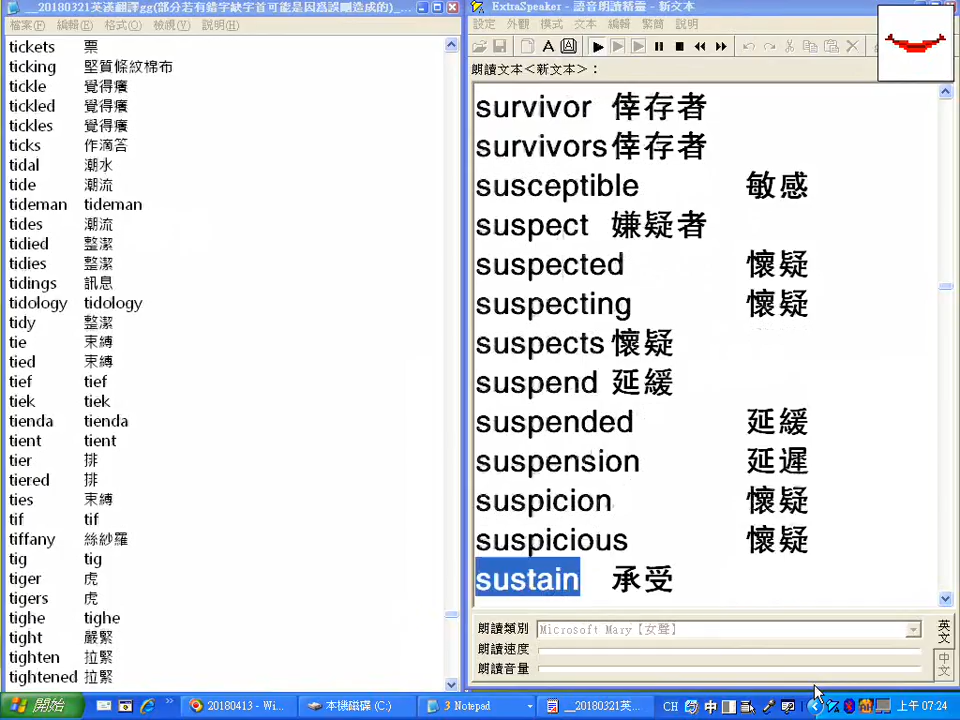 __20180321英漢翻譯gg(部分若有錯字缺字首可能是因為誤刪造成的)_...
檔案(F) 編輯(E) 格式(O) 檢視(V) 說明(H)
tickets 票
ticking 堅質條紋棉布
tickle 覺得癢
tickled 覺得癢
tickles 覺得癢
ticks 作滴答
tidal 潮水
tide 潮流
tideman tideman
tides 潮流
tidied 整潔
tidies 整潔
tidings 訊息
tidology tidology
tidy 整潔
tie 束縛
tied 束縛
tief tief
tiek tiek
tienda tienda
tient tient
tier 排
tiered 排
ties 束縛
tif tif
tiffany 絲紗羅
tig tig
tiger 虎
tigers 虎
tighe tighe
tight 嚴緊
tighten 拉緊
tightened 拉緊
ExtraSpeaker - 語音朗讀精靈 - 新文本
設定 外觀 模式 文本 編輯 繁簡 說明
朗讀文本<新文本>：
survivor 倖存者
survivors 倖存者
susceptible 敏感
suspect 嫌疑者
suspected 懷疑
suspecting 懷疑
suspects 懷疑
suspend 延緩
suspended 延緩
suspension 延遲
suspicion 懷疑
suspicious 懷疑
sustain 承受
朗讀類別 Microsoft Mary【女聲】
朗讀速度
朗讀音量
英文
中文
開始 20180413 - Wi... 本機磁碟 (C:) 3 Notepad __20180321英... CH 中 上午 07:24